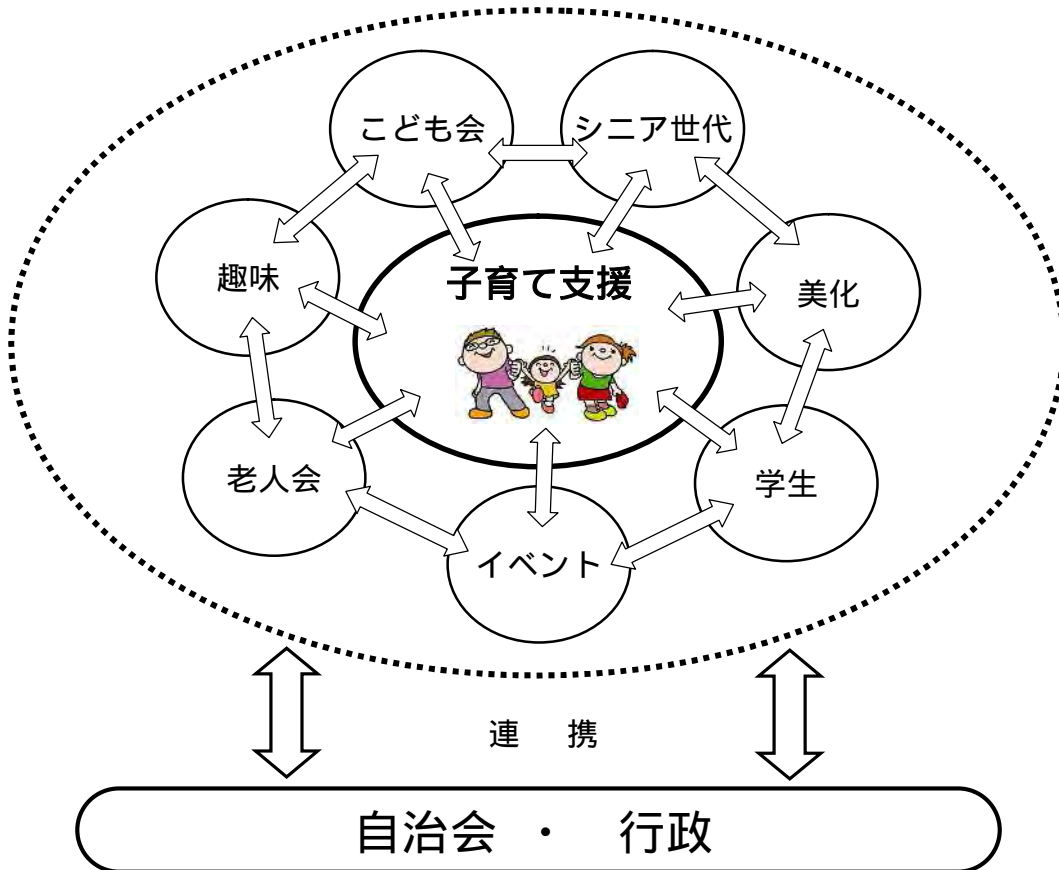 こども会
シニア世代
趣味
子育て支援
美化
老人会
学生
イベント
連 携
自治会 ・ 行政